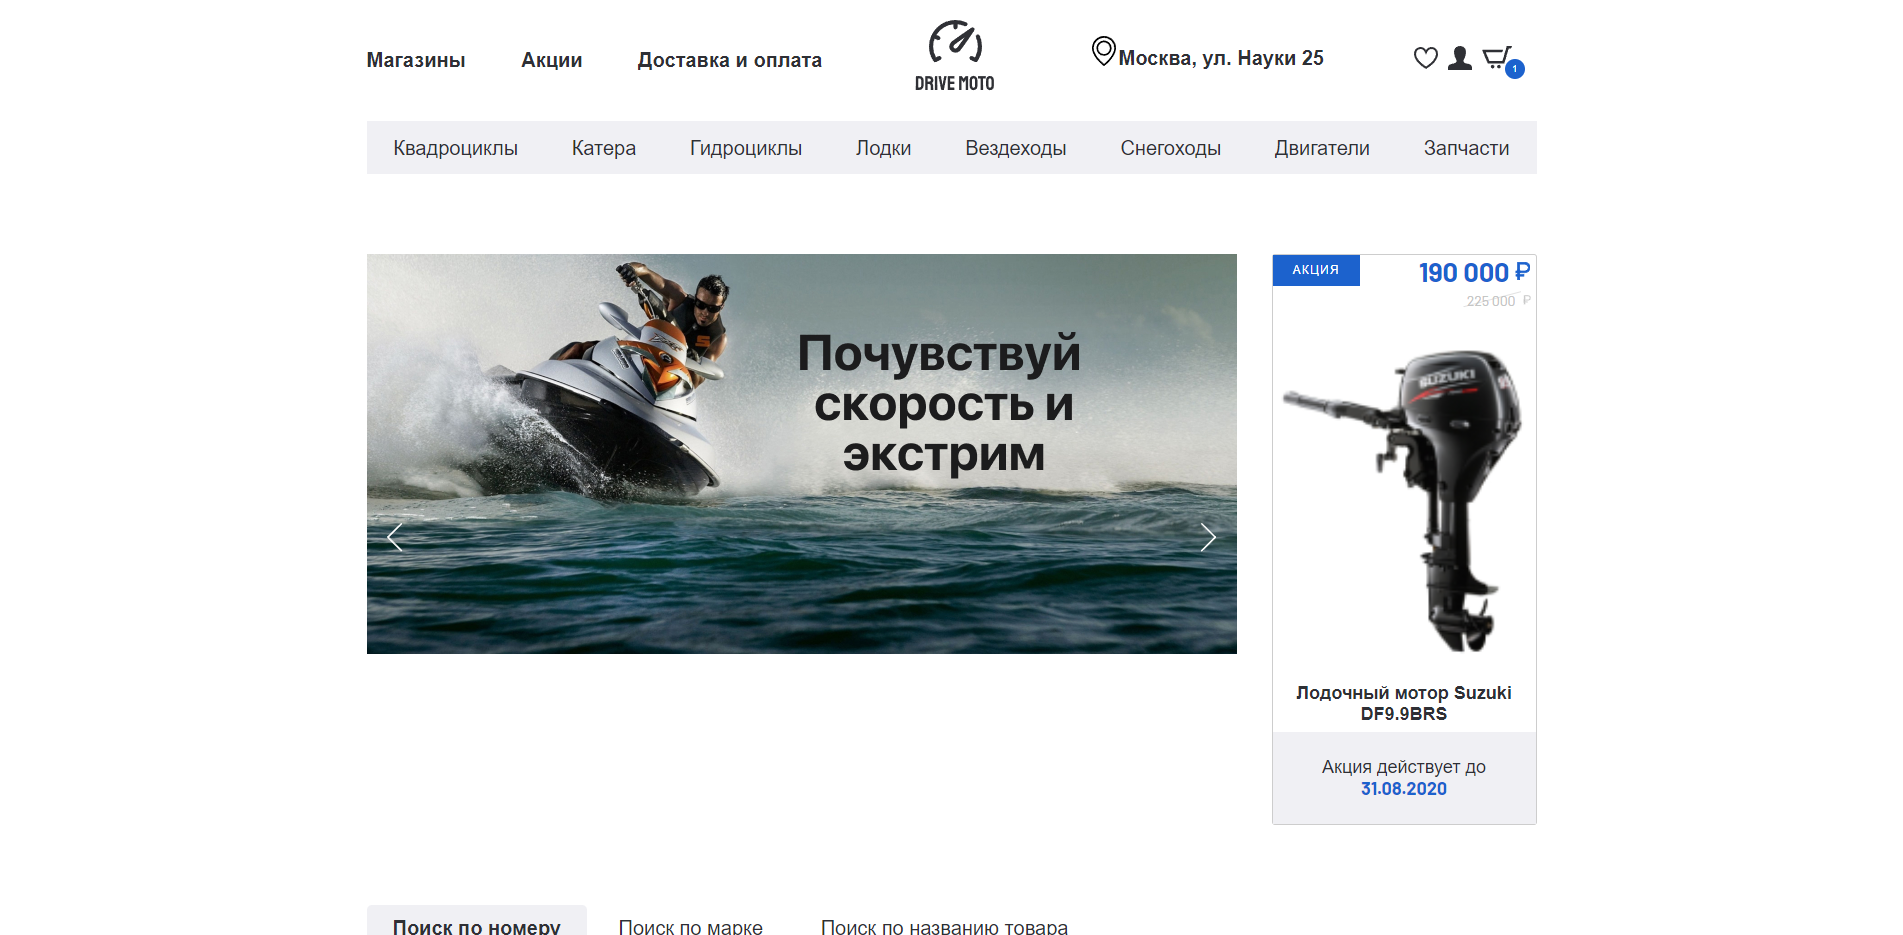 Магазины
Акции
Доставка и оплата
DRIVE MOTO
Москва, ул. Науки 25
1
Квадроциклы
Катера
Гидроциклы
Лодки
Вездеходы
Снегоходы
Двигатели
Запчасти
Почувствуй
скорость и
экстрим
АКЦИЯ
190 000 ₽
225 000 ₽
SUZUKI
Лодочный мотор Suzuki
DF9.9BRS
Акция действует до
31.08.2020
Поиск по номеру
Поиск по марке
Поиск по названию товара